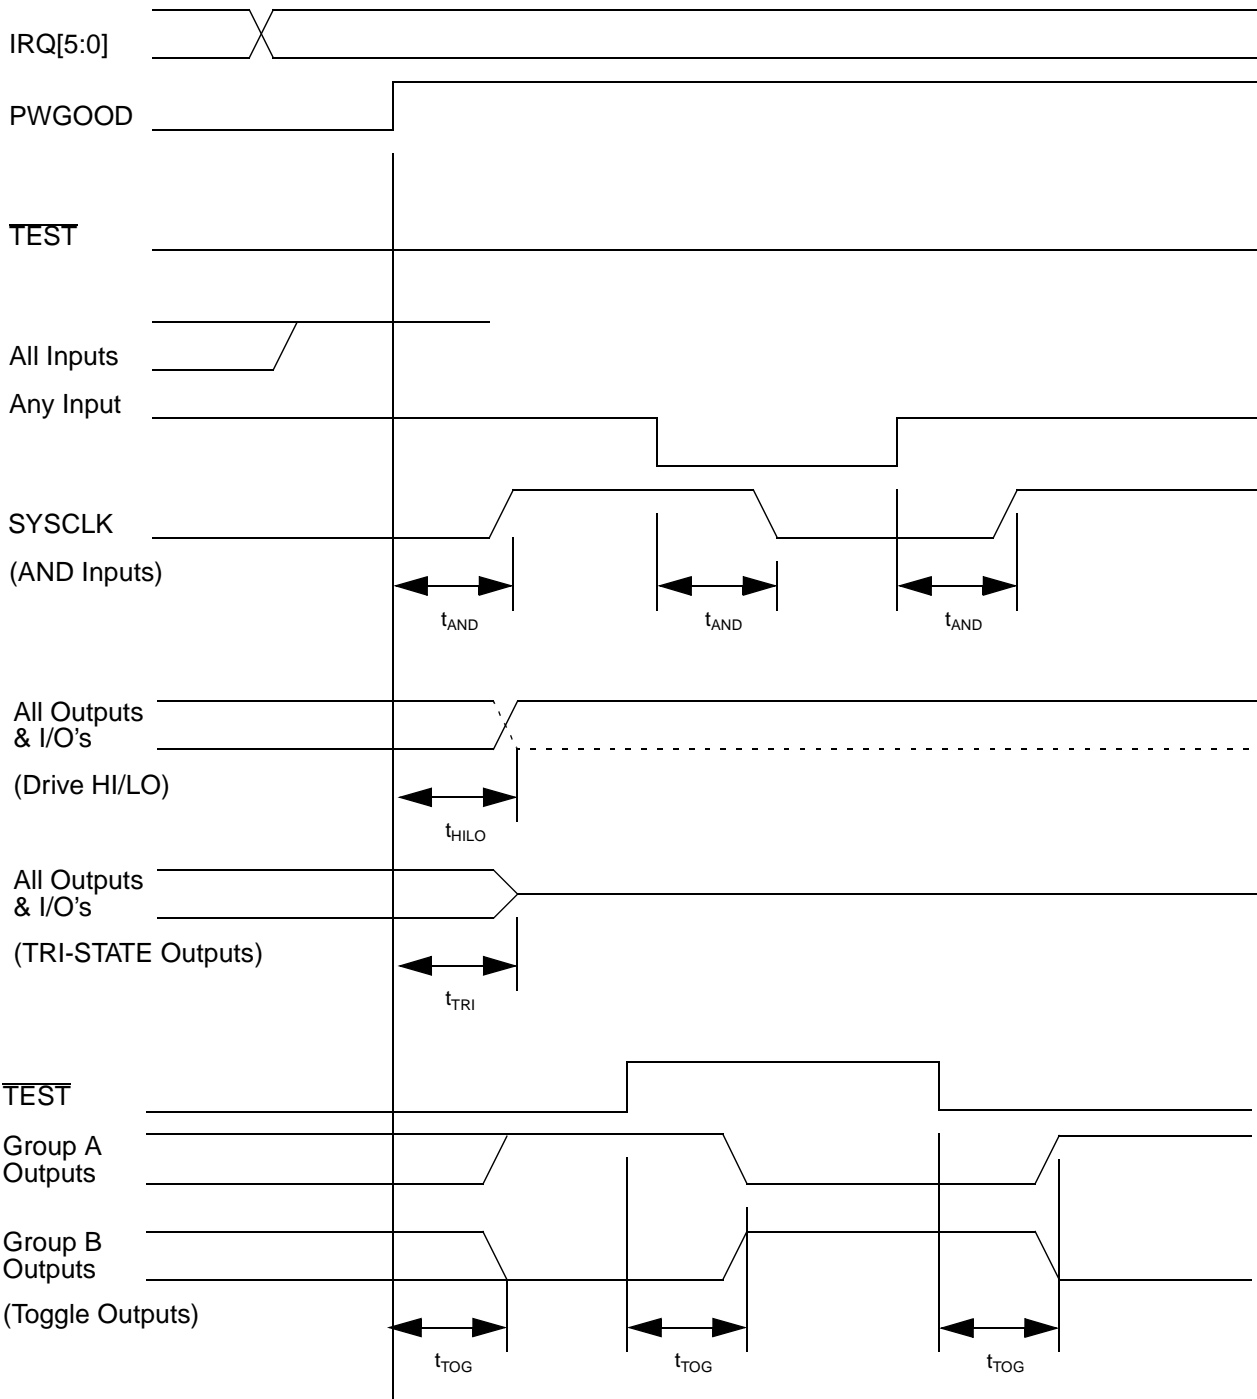 IRQ[5:0]
PWGOOD
TEST
All Inputs
Any Input
SYSCLK
(AND Inputs)
tAND
tAND
tAND
All Outputs
& I/O's
(Drive HI/LO)
tHILO
All Outputs
& I/O's
(TRI-STATE Outputs)
tTRI
TEST
Group A
Outputs
Group B
Outputs
(Toggle Outputs)
tTOG
tTOG
tTOG